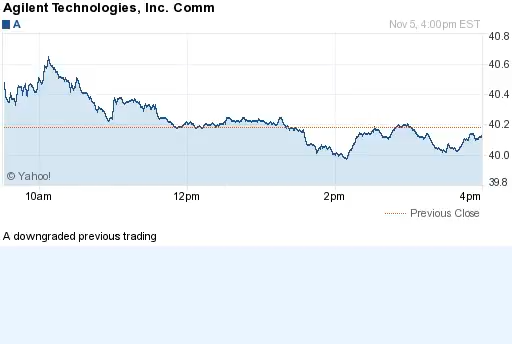 Agilent Technologies, Inc. Comm
A
Nov 5, 4:00pm EST
40.8
40.6
40.4
40.2
40.0
39.8
© Yahoo!
10am 12pm 2pm 4pm
Previous Close
A downgraded previous trading